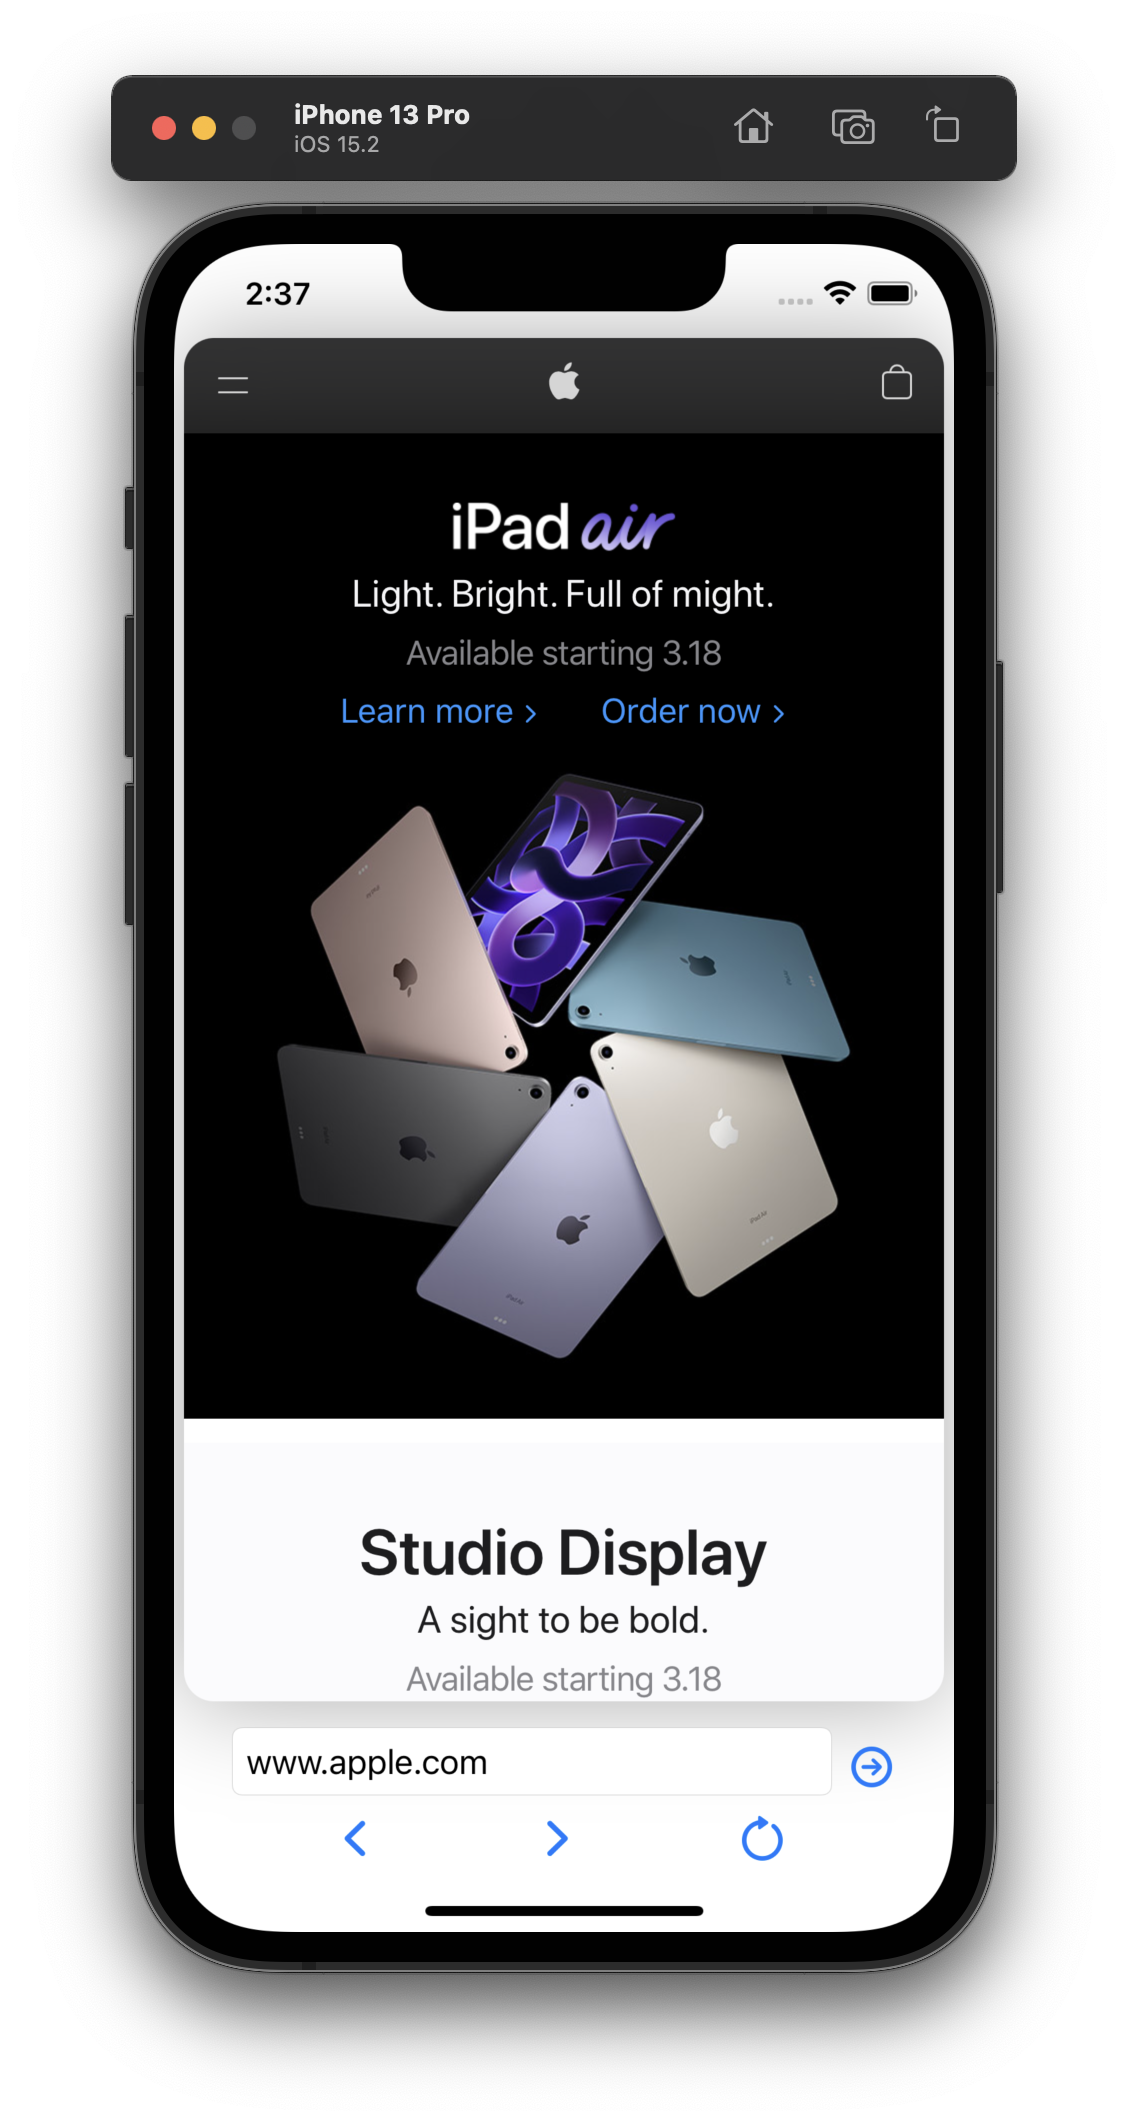 iPhone 13 Pro
iOS 15.2
2:37
iPad air
Light. Bright. Full of might.
Available starting 3.18
Learn more >
Order now >
Studio Display
A sight to be bold.
Available starting 3.18
www.apple.com